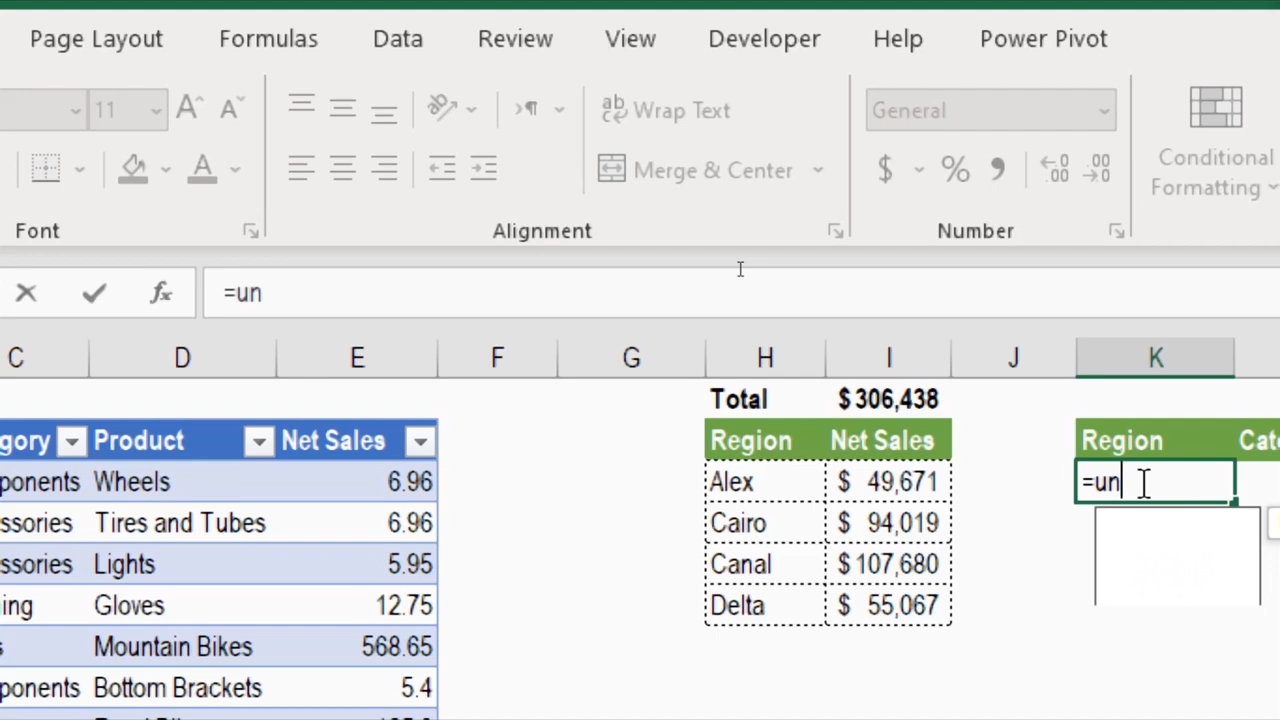 Page Layout Formulas Data Review View Developer Help Power Pivot
11 A A ab Wrap Text General
A Merge & Center $ % , Conditional Formatting
Font Alignment Number
fx =un
C D E F G H I J K
Total $ 306,438
gory Product Net Sales Region Net Sales Region Cate
ponents Wheels 6.96 Alex $ 49,671 =un
ssories Tires and Tubes 6.96 Cairo $ 94,019
ssories Lights 5.95 Canal $ 107,680
ing Gloves 12.75 Delta $ 55,067
s Mountain Bikes 568.65
ponents Bottom Brackets 5.4